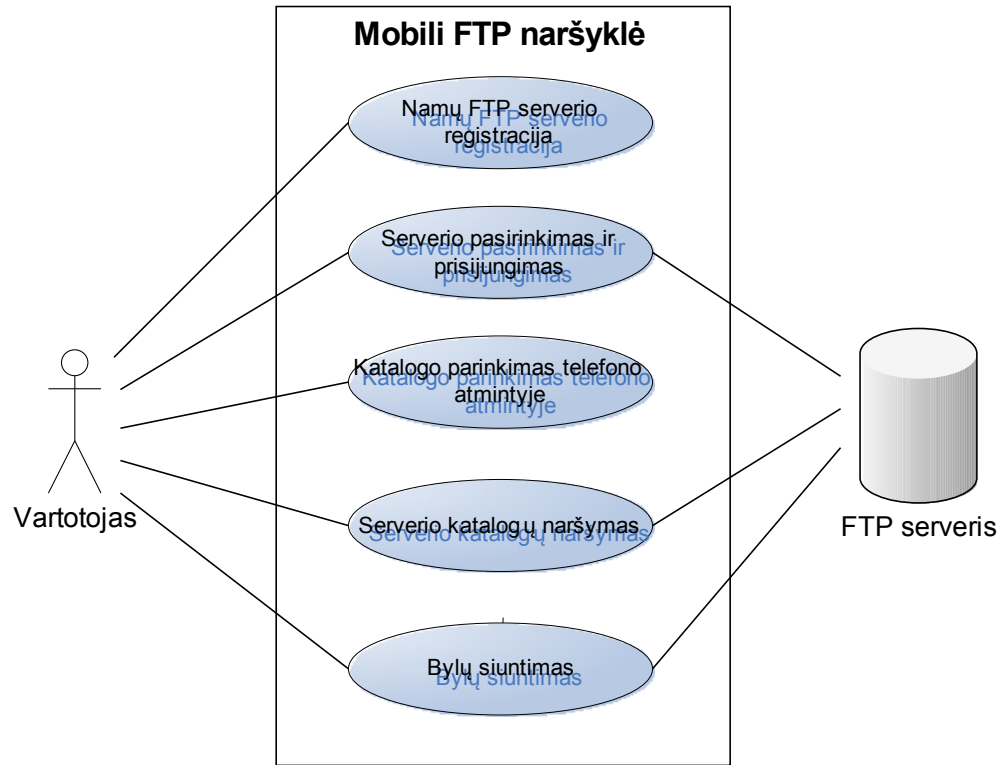 Mobili FTP naršyklė
Namų FTP serverio
registracija
Serverio pasirinkimas ir
prisijungimas
Katalogo parinkimas telefono
atmintyje
Serverio katalogų naršymas
Bylų siuntimas
Vartotojas
FTP serveris